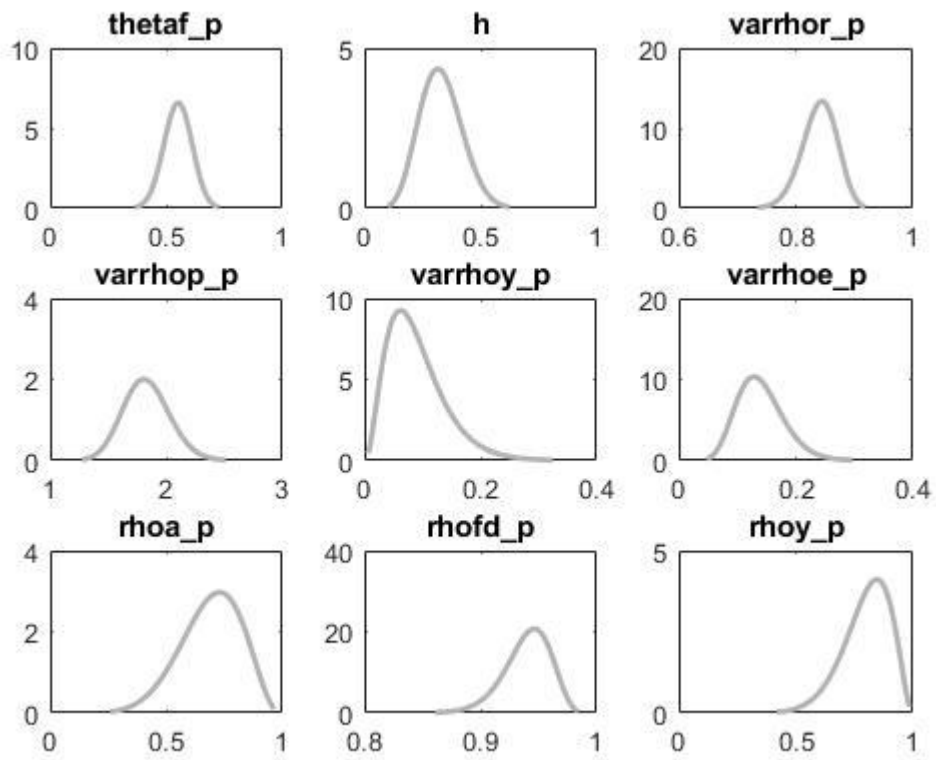 thetaf_p h varrhor_p
10 5 20
5 10
0 0 0
0 0.5 1 0 0.5 1 0.6 0.8 1
varrhop_p varrhoy_p varrhoe_p
4 10 20
2 5 10
0 0 0
1 2 3 0 0.2 0.4 0 0.2 0.4
rhoa_p rhofd_p rhoy_p
4 40 5
2 20
0 0 0
0 0.5 1 0.8 0.9 1 0 0.5 1